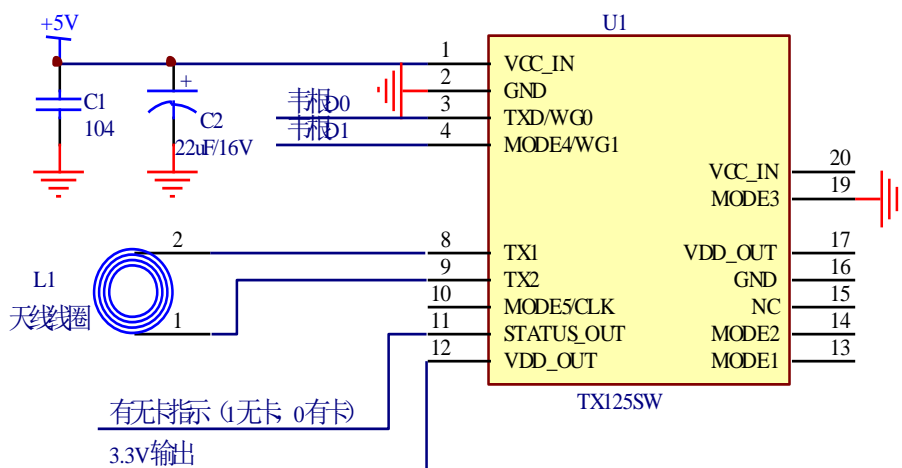 +5V
C1
104
+
C2
22uF/16V
U1
1
VCC_IN
2
GND
韦根D0
3
TXD/WG0
韦根D1
4
MODE4/WG1
VCC_IN
20
MODE3
19
L1
天线线圈
2
1
8
TX1
9
TX2
10
MODE5/CLK
11
STATUS_OUT
12
VDD_OUT
VDD_OUT
17
GND
16
NC
15
MODE2
14
MODE1
13
TX125SW
有无卡指示(1无卡;0有卡)
3.3V输出